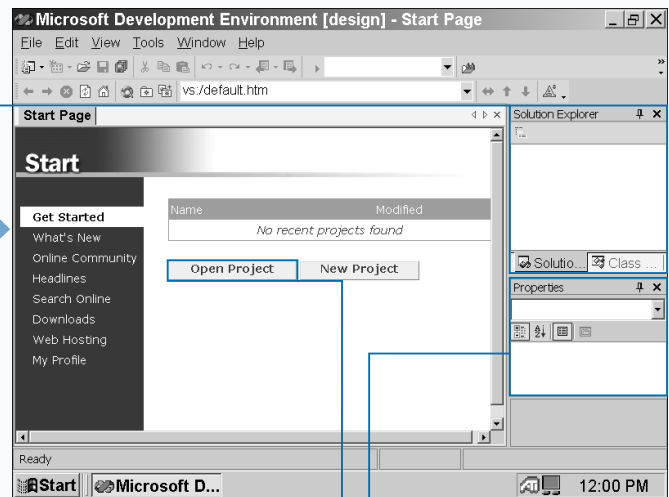 Microsoft Development Environment [design] - Start Page
File Edit View Tools Window Help
»
vs:/default.htm
Start Page
Solution Explorer
Start
Name Modified
Get Started
No recent projects found
What's New
Online Community
Open Project New Project
Solutio... Class ...
Headlines
Properties
Search Online
Downloads
Web Hosting
My Profile
Ready
Start Microsoft D... 12:00 PM